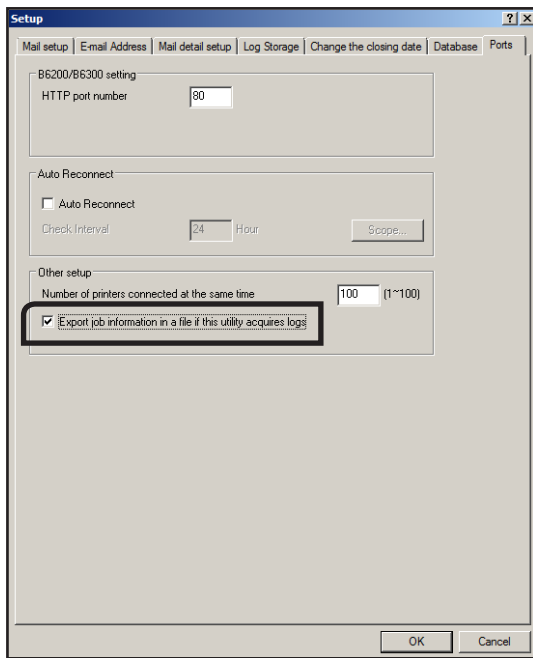 Setup
Mail setup E-mail Address Mail detail setup Log Storage Change the closing date Database Ports
B6200/B6300 setting
HTTP port number 80
Auto Reconnect
Auto Reconnect
Check Interval 24 Hour Scope...
Other setup
Number of printers connected at the same time 100 (1~100)
Export job information in a file if this utility acquires logs
OK Cancel